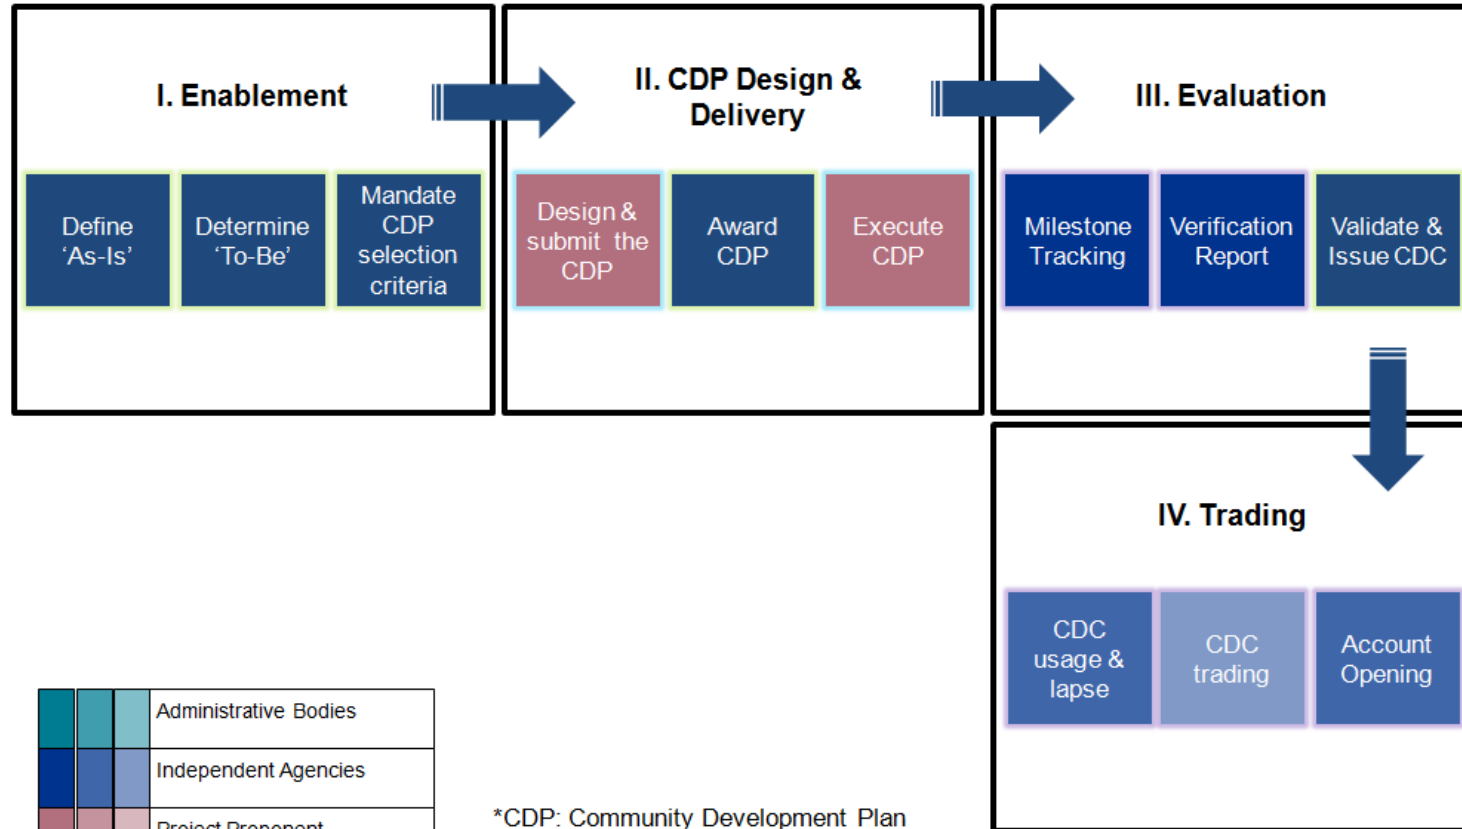 I. Enablement
Define
‘As-Is’
Determine
‘To-Be’
Mandate
CDP
selection
criteria
II. CDP Design &
Delivery
Design &
submit the
CDP
Award
CDP
Execute
CDP
III. Evaluation
Milestone
Tracking
Verification
Report
Validate &
Issue CDC
IV. Trading
CDC
usage &
lapse
CDC
trading
Account
Opening
Administrative Bodies
Independent Agencies
Project Proponent
*CDP: Community Development Plan